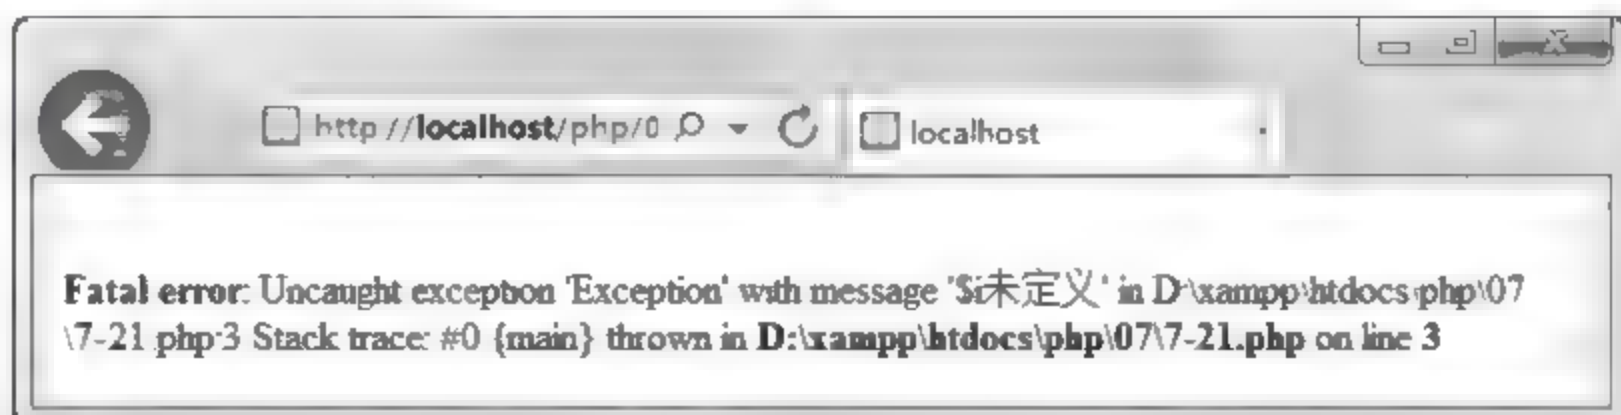 http://localhost/php/0
localhost
Fatal error: Uncaught exception 'Exception' with message '$i未定义' in D:\xampp\htdocs\php\07
\7-21.php:3 Stack trace: #0 {main} thrown in D:\xampp\htdocs\php\07\7-21.php on line 3